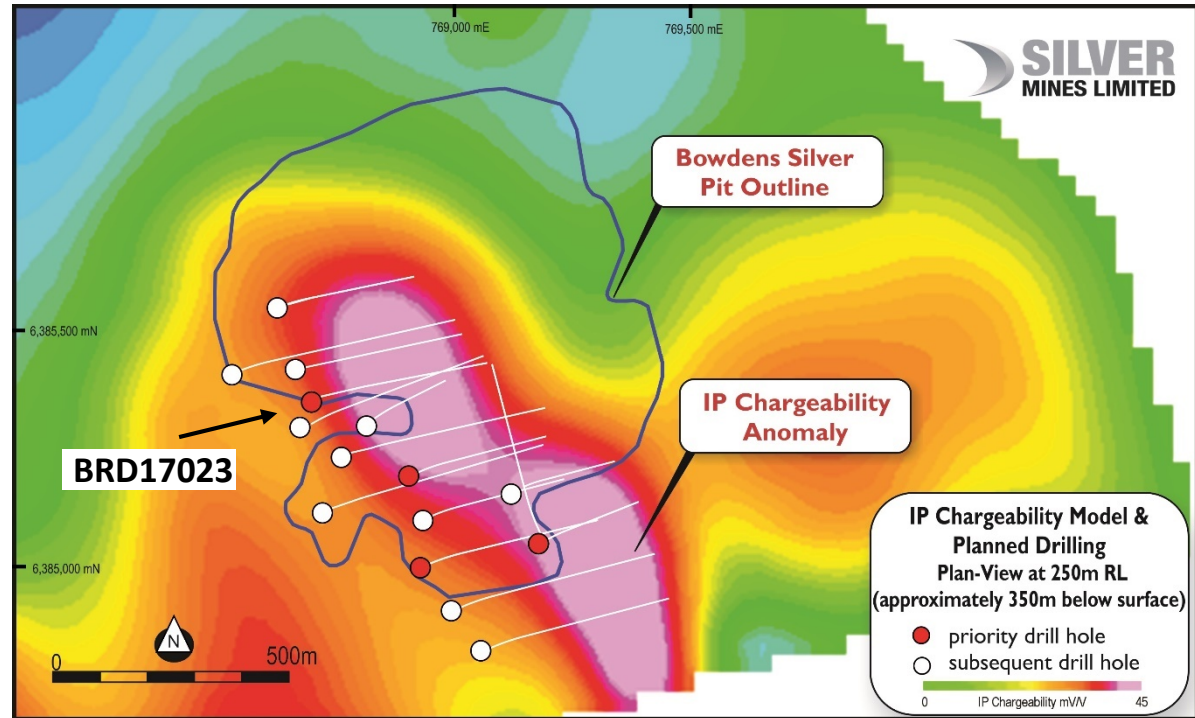 769,000 mE
769,500 mE
SILVER
MINES LIMITED
Bowdens Silver
Pit Outline
6,385,500 mN
IP Chargeability
Anomaly
BRD17023
6,385,000 mN
IP Chargeability Model &
Planned Drilling
Plan-View at 250m RL
(approximately 350m below surface)
priority drill hole
subsequent drill hole
0 IP Chargeability mV/V 45
N
0 500m